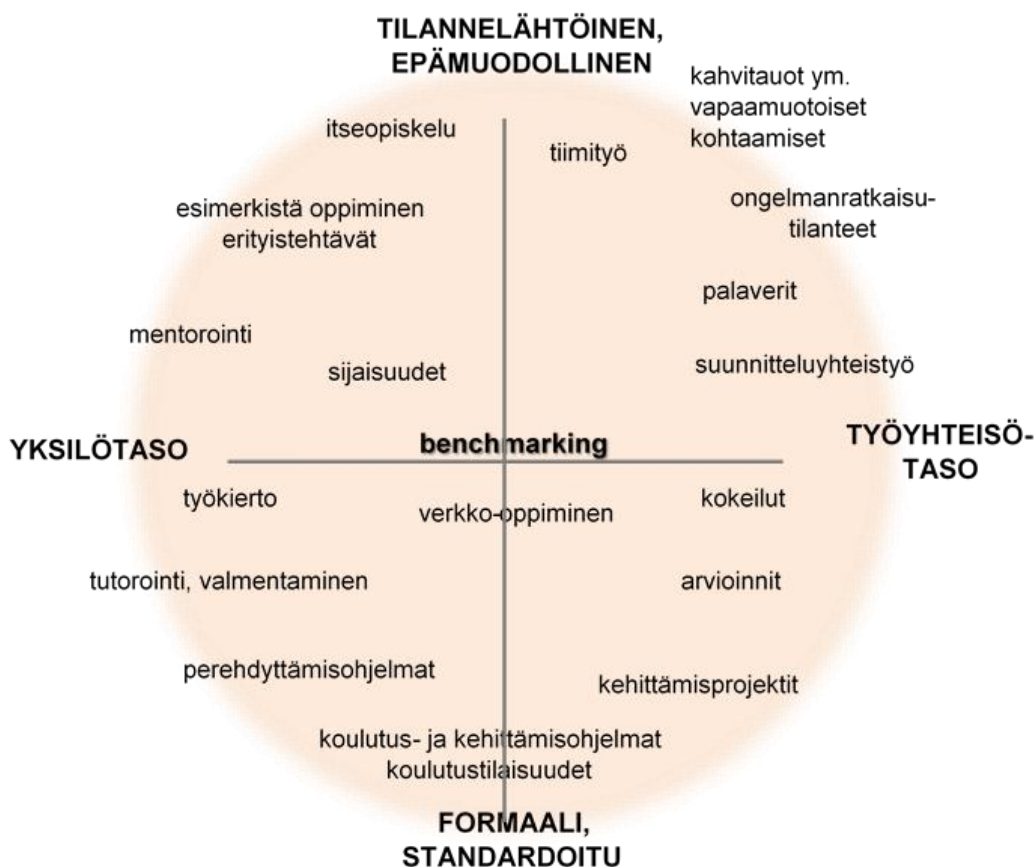 TILANNELÄHTÖINEN,
EPÄMUODOLLINEN
kahvitauot ym.
vapaamuotoiset
kohtaamiset
itseopiskelu
tiimityö
esimerkistä oppiminen
erityistehtävät
ongelmanratkaisu-
tilanteet
palaverit
mentorointi
sijaisuudet
suunnitteluyhteistyö
YKSILÖTASO
benchmarking
TYÖYHTEISÖ-
TASO
työkierto
verkko-oppiminen
kokeilut
tutorointi, valmentaminen
arvioinnit
perehdyttämisohjelmat
kehittämisprojektit
koulutus- ja kehittämisohjelmat
koulutustilaisuudet
FORMAALI,
STANDARDOITU